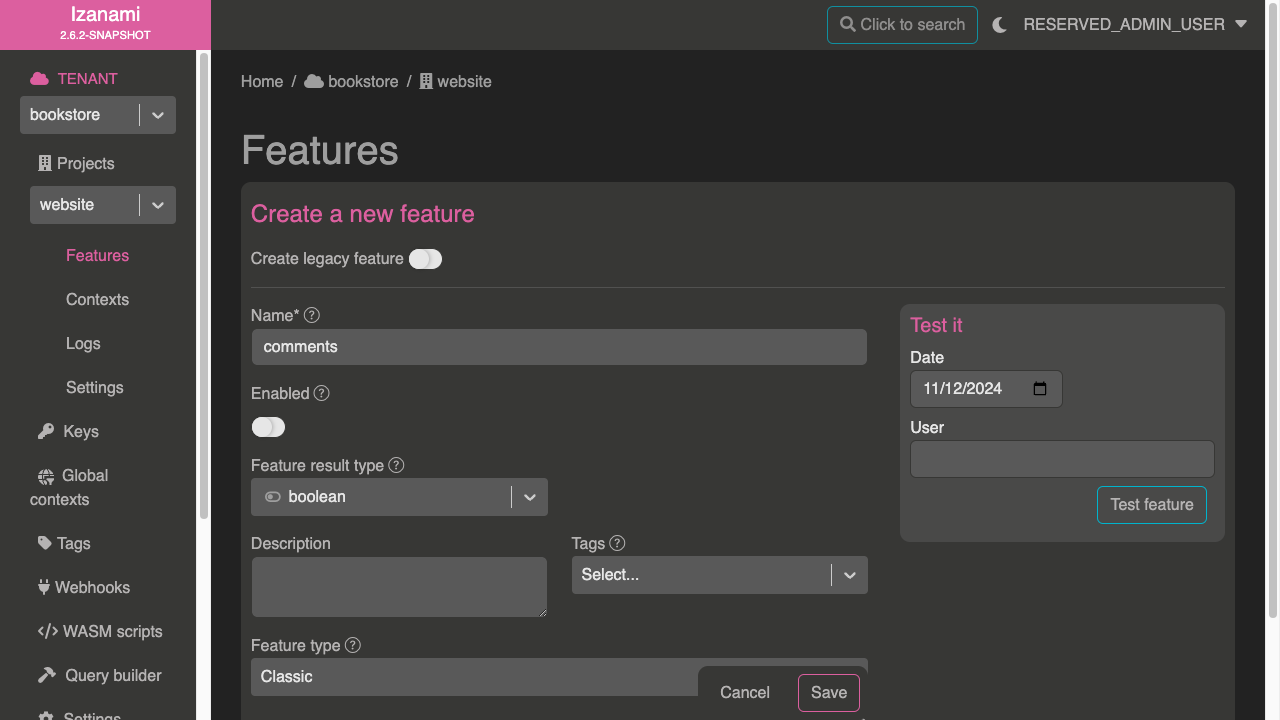 Izanami
2.6.2-SNAPSHOT
Click to search
RESERVED_ADMIN_USER
TENANT
bookstore
Projects
website
Features
Contexts
Logs
Settings
Keys
Global
contexts
Tags
Webhooks
WASM scripts
Query builder
Settings
Home / bookstore / website
Features
Create a new feature
Create legacy feature
Name*
comments
Enabled
Feature result type
boolean
Description
Tags
Select...
Feature type
Classic
Cancel
Save
Test it
Date
11/12/2024
User
Test feature